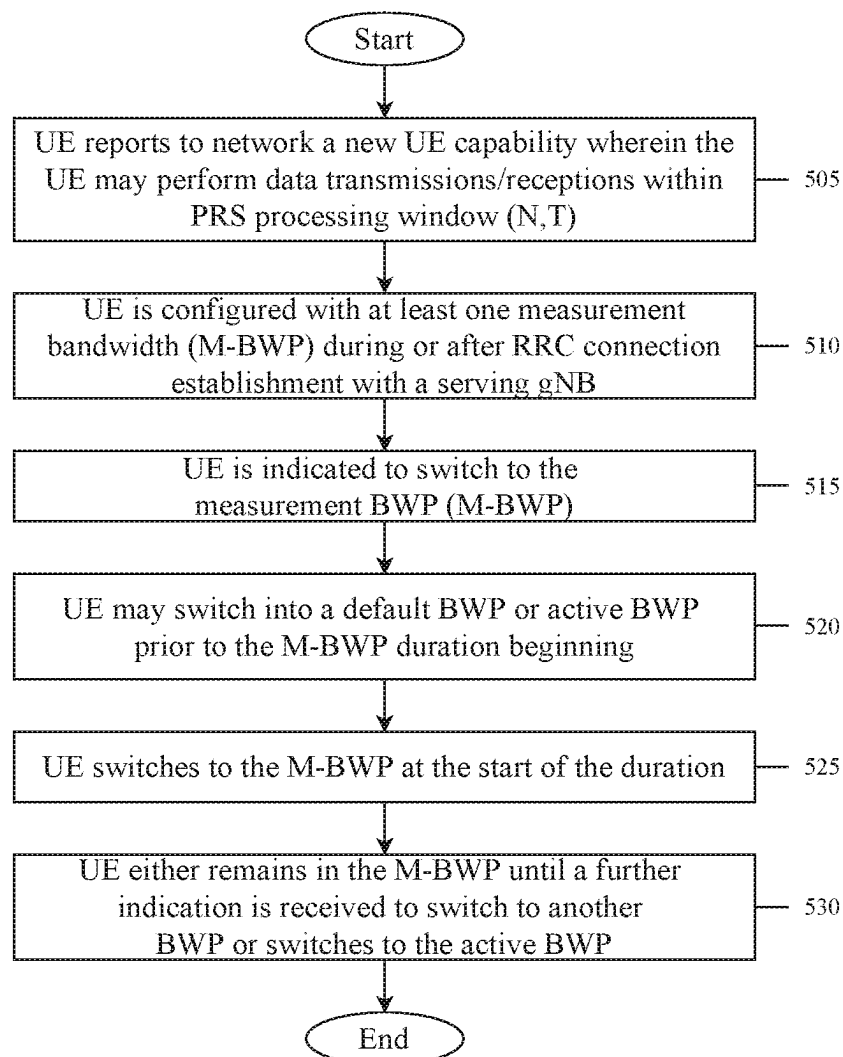 Start
UE reports to network a new UE capability wherein the
UE may perform data transmissions/receptions within
PRS processing window (N,T)
505
UE is configured with at least one measurement
bandwidth (M-BWP) during or after RRC connection
establishment with a serving gNB
510
UE is indicated to switch to the
measurement BWP (M-BWP)
515
UE may switch into a default BWP or active BWP
prior to the M-BWP duration beginning
520
UE switches to the M-BWP at the start of the duration
525
UE either remains in the M-BWP until a further
indication is received to switch to another
BWP or switches to the active BWP
530
End